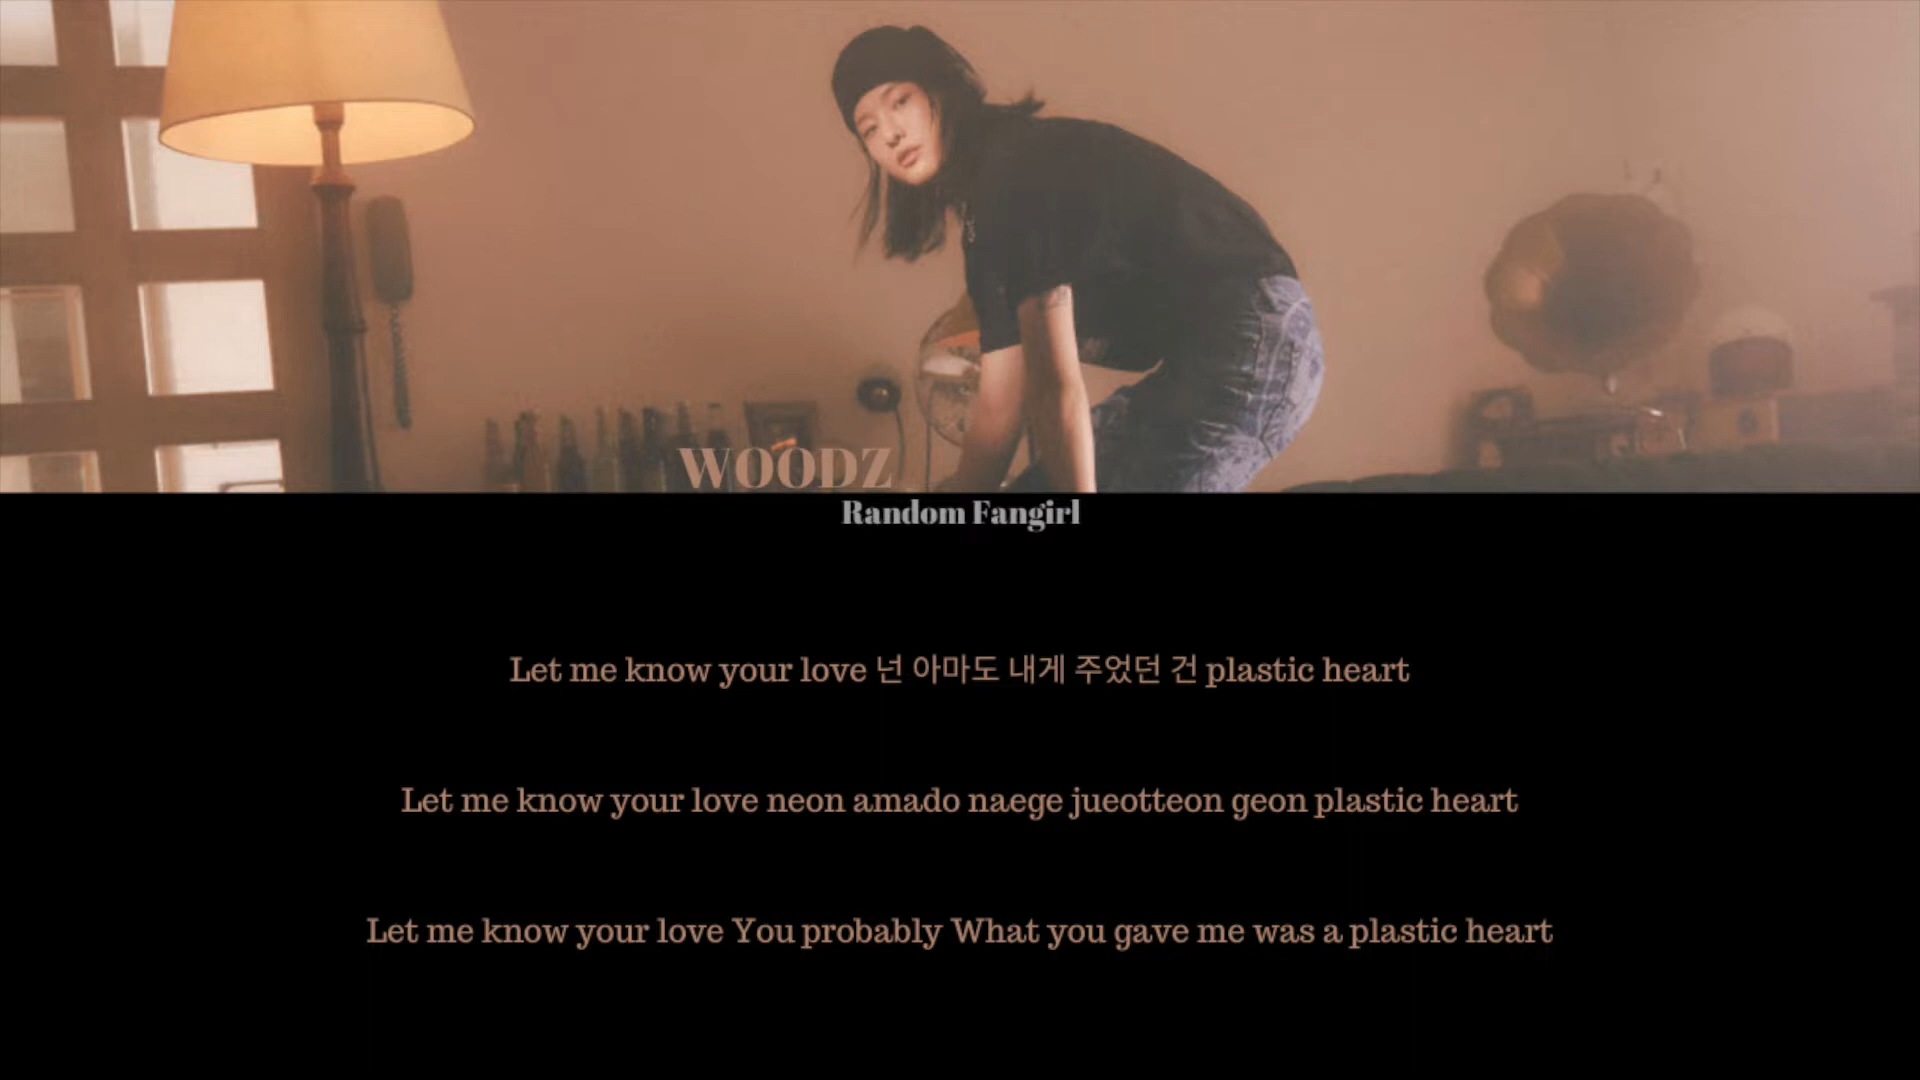 WOODZ
Random Fangirl
Let me know your love 넌 아마도 내게 주었던 건 plastic heart
Let me know your love neon amado naege jueotteon geon plastic heart
Let me know your love You probably What you gave me was a plastic heart